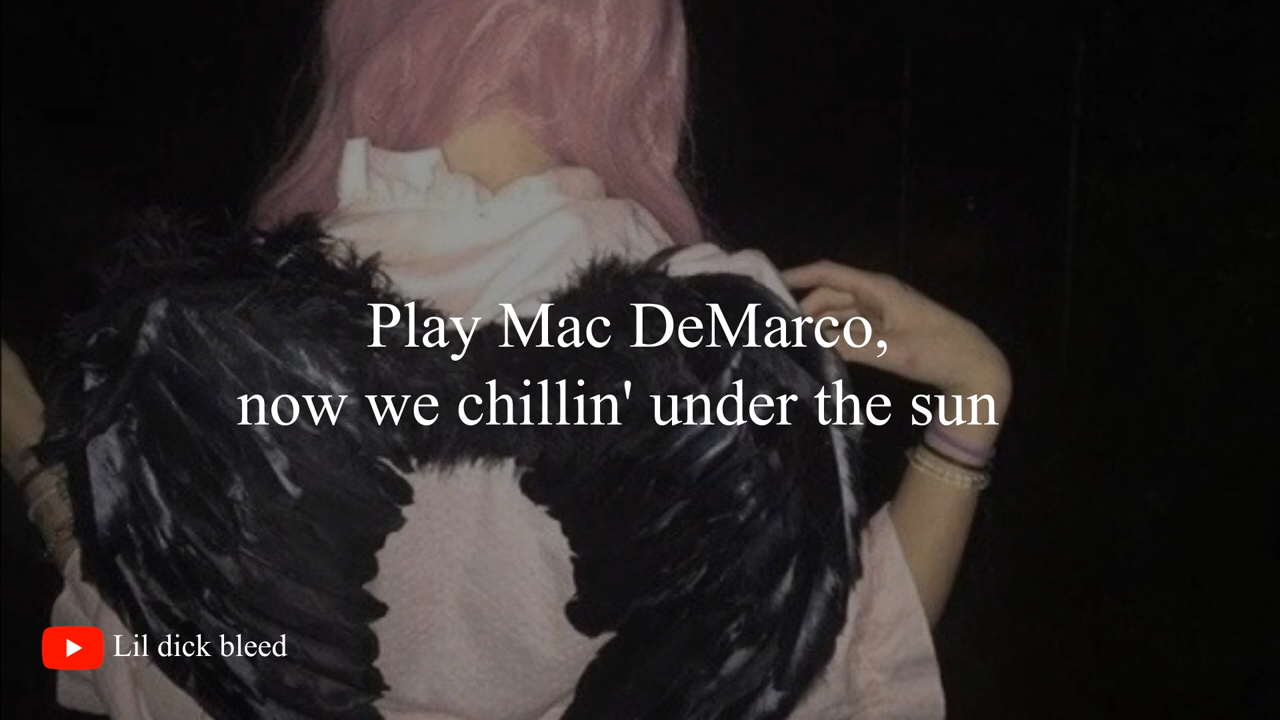 Play Mac DeMarco,
now we chillin' under the sun
Lil dick bleed